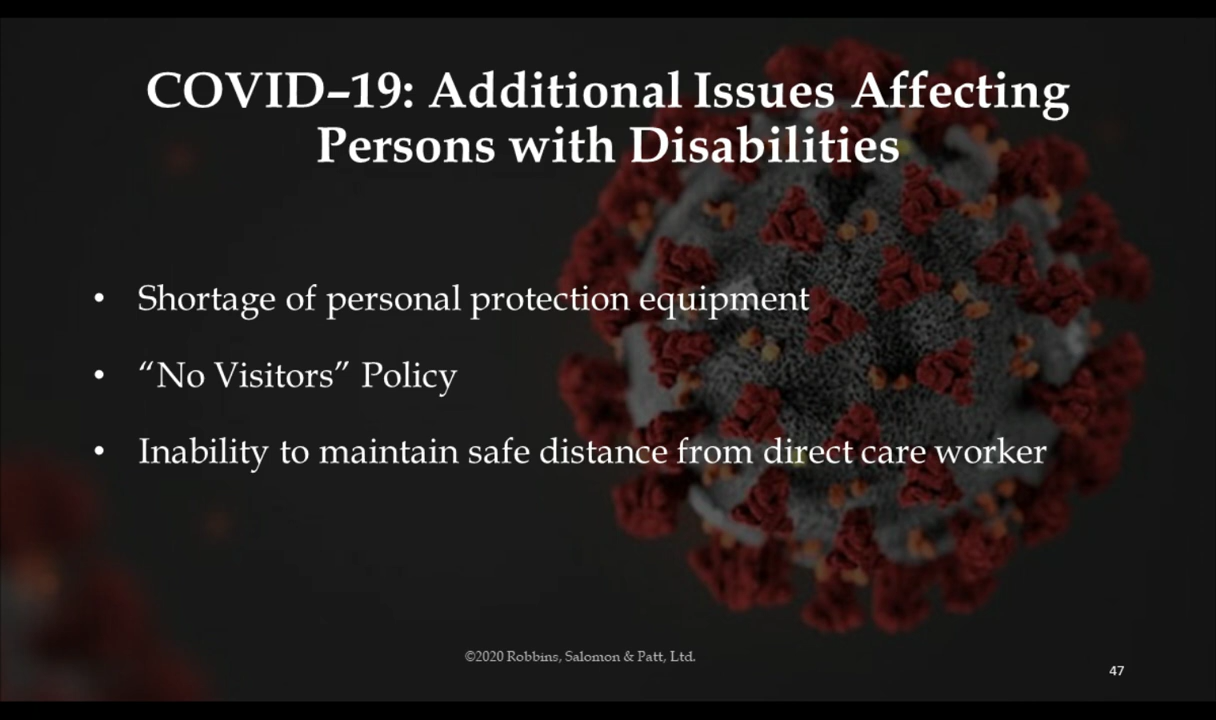 COVID–19: Additional Issues Affecting
Persons with Disabilities
• Shortage of personal protection equipment
• “No Visitors” Policy
• Inability to maintain safe distance from direct care worker
©2020 Robbins, Salomon & Patt, Ltd.
47